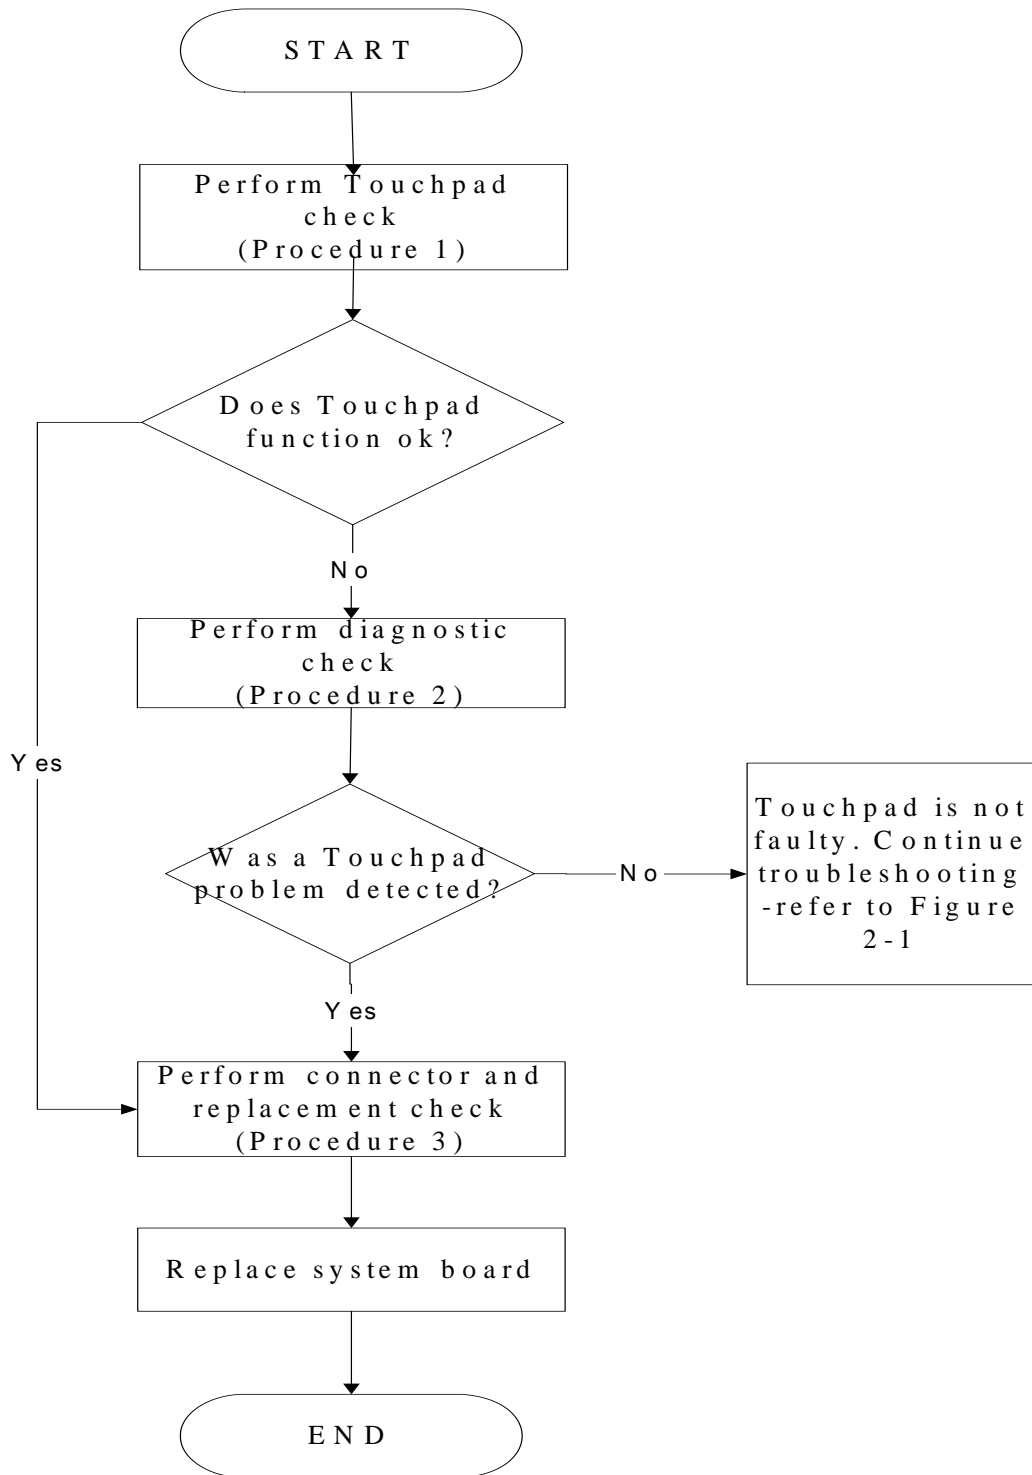 START
Perform Touchpad
check
(Procedure 1)
Does Touchpad
function ok?
No
Perform diagnostic
check
(Procedure 2)
Yes
Was a Touchpad
problem detected?
No
Touchpad is not
faulty. Continue
troubleshooting
-refer to Figure
2-1
Yes
Perform connector and
replacement check
(Procedure 3)
Replace system board
END